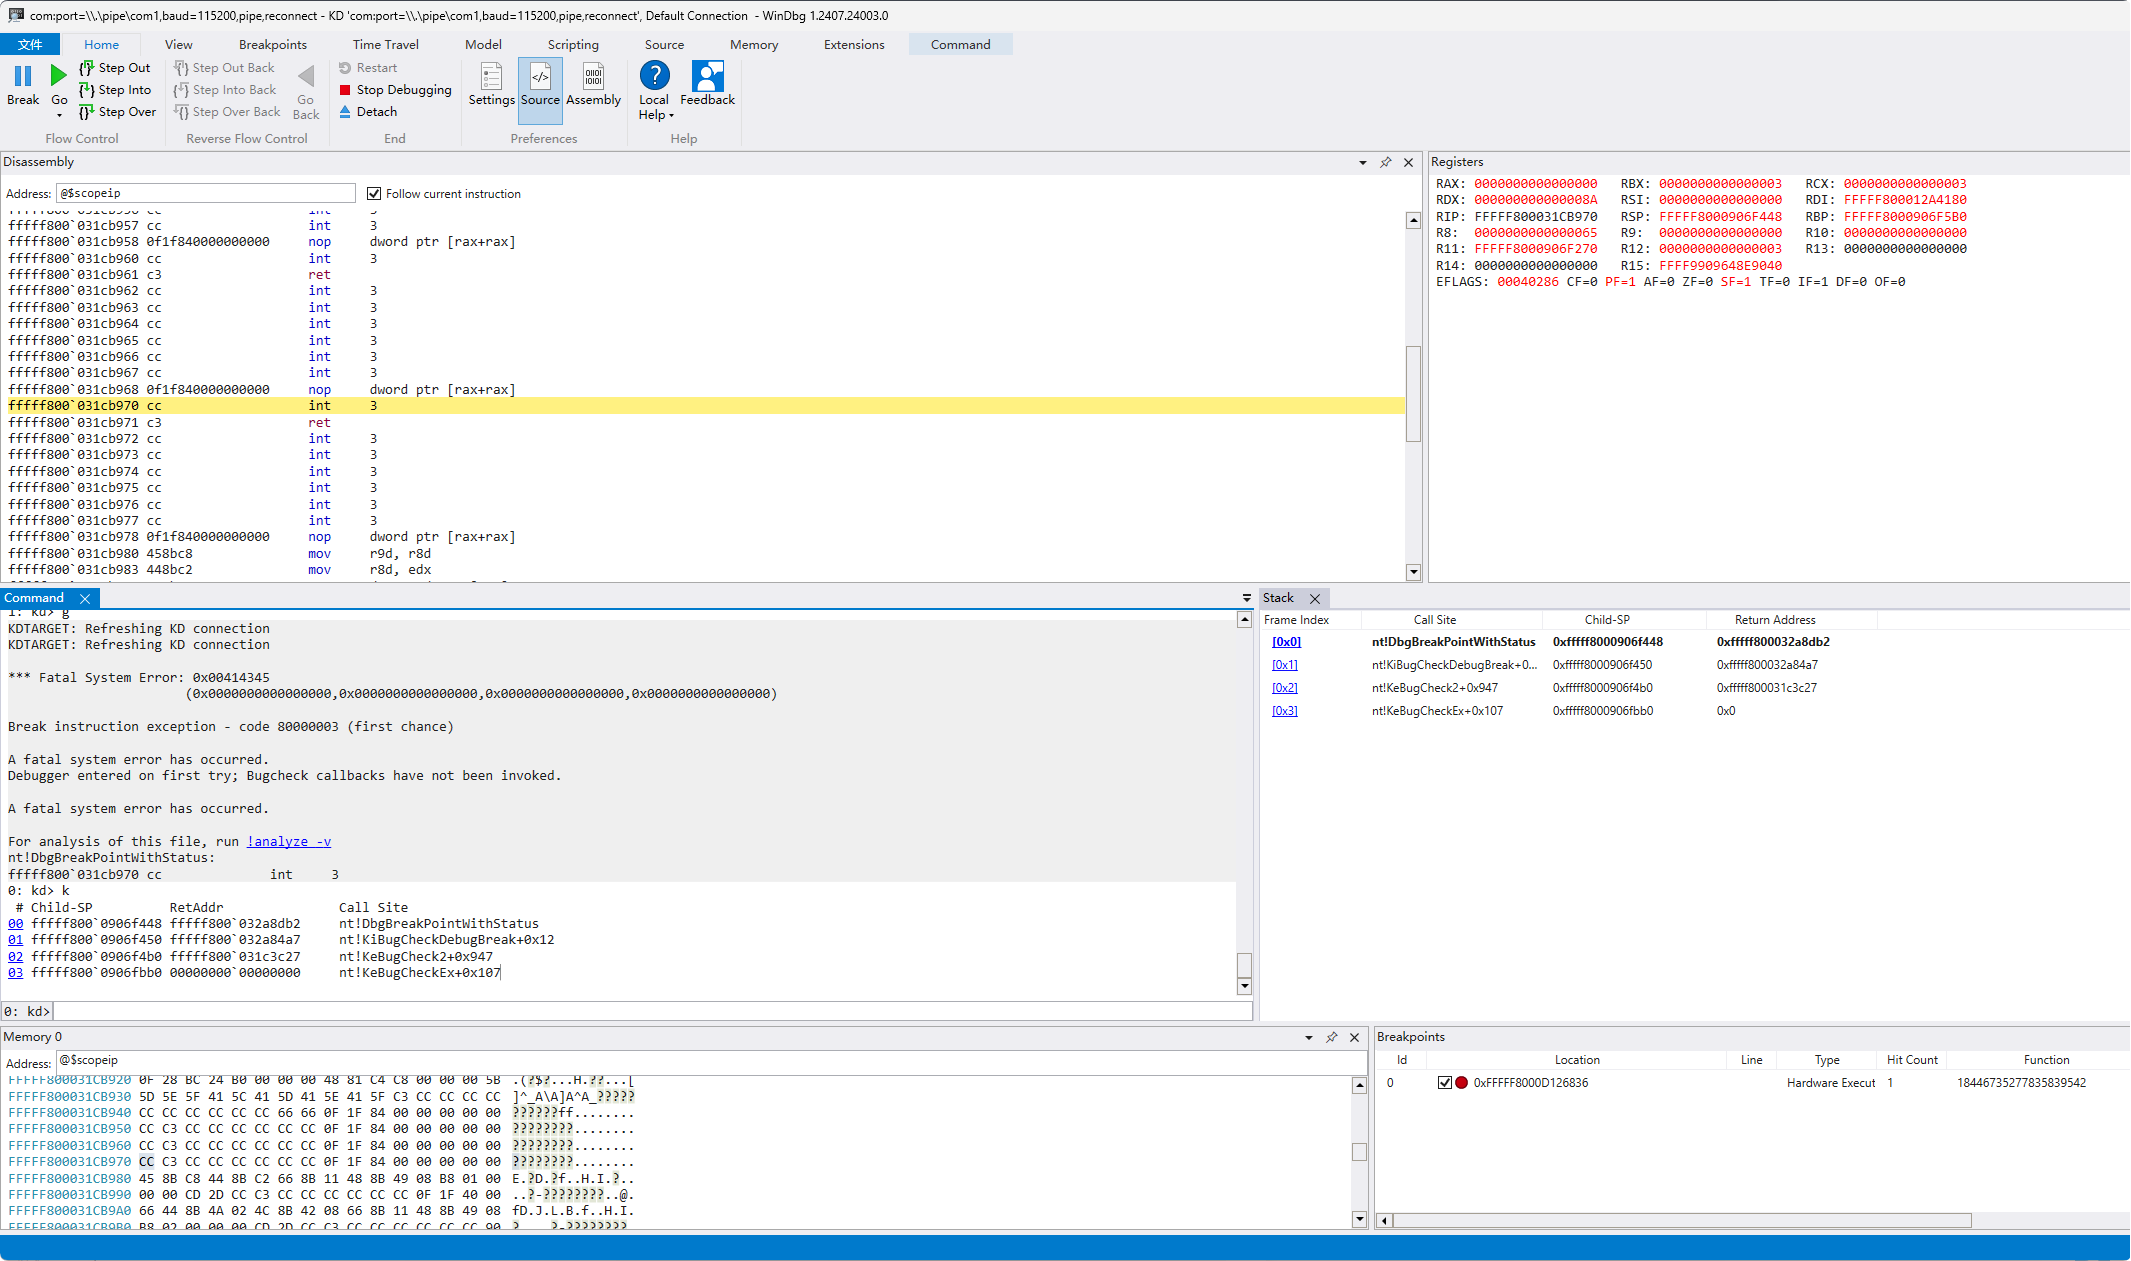 com:port=\\.\pipe\com1,baud=115200,pipe,reconnect - KD 'com:port=\\.\pipe\com1,baud=115200,pipe,reconnect', Default Connection - WinDbg 1.2407.24003.0
文件 Home View Breakpoints Time Travel Model Scripting Source Memory Extensions Command
Break Go Step Out Step Into Step Over
Step Out Back Step Into Back Step Over Back Go Back
Restart Stop Debugging Detach
Settings Source Assembly Local Help Feedback
Flow Control Reverse Flow Control End Preferences Help
Disassembly
Address: @$scopeip Follow current instruction
fffff800`031cb956 cc int 3
fffff800`031cb957 cc int 3
fffff800`031cb958 0f1f840000000000 nop dword ptr [rax+rax]
fffff800`031cb960 cc int 3
fffff800`031cb961 c3 ret
fffff800`031cb962 cc int 3
fffff800`031cb963 cc int 3
fffff800`031cb964 cc int 3
fffff800`031cb965 cc int 3
fffff800`031cb966 cc int 3
fffff800`031cb967 cc int 3
fffff800`031cb968 0f1f840000000000 nop dword ptr [rax+rax]
fffff800`031cb970 cc int 3
fffff800`031cb971 c3 ret
fffff800`031cb972 cc int 3
fffff800`031cb973 cc int 3
fffff800`031cb974 cc int 3
fffff800`031cb975 cc int 3
fffff800`031cb976 cc int 3
fffff800`031cb977 cc int 3
fffff800`031cb978 0f1f840000000000 nop dword ptr [rax+rax]
fffff800`031cb980 458bc8 mov r9d, r8d
fffff800`031cb983 448bc2 mov r8d, edx
Registers
RAX: 0000000000000000 RBX: 0000000000000003 RCX: 0000000000000003
RDX: 000000000000008A RSI: 0000000000000000 RDI: FFFFF800012A4180
RIP: FFFFF800031CB970 RSP: FFFFF8000906F448 RBP: FFFFF8000906F5B0
R8: 0000000000000065 R9: 0000000000000000 R10: 0000000000000000
R11: FFFFF8000906F270 R12: 0000000000000003 R13: 0000000000000000
R14: 0000000000000000 R15: FFFF9909648E9040
EFLAGS: 00040286 CF=0 PF=1 AF=0 ZF=0 SF=1 TF=0 IF=1 DF=0 OF=0
Command
1: kd> g
KDTARGET: Refreshing KD connection
KDTARGET: Refreshing KD connection
*** Fatal System Error: 0x00414345
(0x0000000000000000,0x0000000000000000,0x0000000000000000,0x0000000000000000)
Break instruction exception - code 80000003 (first chance)
A fatal system error has occurred.
Debugger entered on first try; Bugcheck callbacks have not been invoked.
A fatal system error has occurred.
For analysis of this file, run !analyze -v
nt!DbgBreakPointWithStatus:
fffff800`031cb970 cc int 3
0: kd> k
# Child-SP RetAddr Call Site
00 fffff800`0906f448 fffff800`032a8db2 nt!DbgBreakPointWithStatus
01 fffff800`0906f450 fffff800`032a84a7 nt!KiBugCheckDebugBreak+0x12
02 fffff800`0906f4b0 fffff800`031c3c27 nt!KeBugCheck2+0x947
03 fffff800`0906fbb0 00000000`00000000 nt!KeBugCheckEx+0x107
0: kd>
Stack
Frame Index Call Site Child-SP Return Address
[0x0] nt!DbgBreakPointWithStatus 0xfffff8000906f448 0xfffff800032a8db2
[0x1] nt!KiBugCheckDebugBreak+0... 0xfffff8000906f450 0xfffff800032a84a7
[0x2] nt!KeBugCheck2+0x947 0xfffff8000906f4b0 0xfffff800031c3c27
[0x3] nt!KeBugCheckEx+0x107 0xfffff8000906fbb0 0x0
Memory 0
Address: @$scopeip
FFFFF800031CB920 0F 28 BC 24 B0 00 00 00 48 81 C4 C8 00 00 00 5B .(?$?...H.??...[
FFFFF800031CB930 5D 5E 5F 41 5C 41 5D 41 5E 41 5F C3 CC CC CC CC ]^_A\A]A^A_?????
FFFFF800031CB940 CC CC CC CC CC CC 66 66 0F 1F 84 00 00 00 00 00 ??????ff........
FFFFF800031CB950 CC C3 CC CC CC CC CC CC 0F 1F 84 00 00 00 00 00 ????????........
FFFFF800031CB960 CC C3 CC CC CC CC CC CC 0F 1F 84 00 00 00 00 00 ????????........
FFFFF800031CB970 CC C3 CC CC CC CC CC CC 0F 1F 84 00 00 00 00 00 ????????........
FFFFF800031CB980 45 8B C8 44 8B C2 66 8B 11 48 8B 49 08 B8 01 00 E.?D.?f..H.I.?..
FFFFF800031CB990 00 00 CD 2D CC C3 CC CC CC CC CC CC 0F 1F 40 00 ..?-????????..@.
FFFFF800031CB9A0 66 44 8B 4A 02 4C 8B 42 08 66 8B 11 48 8B 49 08 fD.J.L.B.f..H.I.
FFFFF800031CB9B0 B8 02 00 00 00 CD 2D CC C3 CC CC CC CC CC CC 90 ?....?-????????.
Breakpoints
Id Location Line Type Hit Count Function
0 0xFFFFF8000D126836 Hardware Execut 1 18446735277835839542